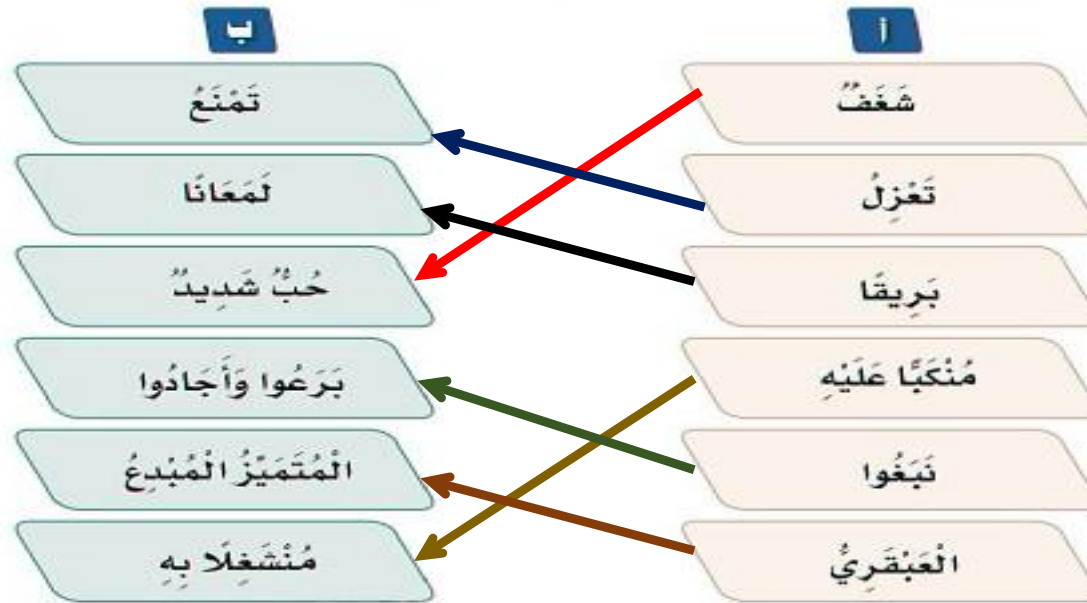 أ
شَغَفٌ
تَعْزِلُ
بَرِيقًا
مُنْكَبًّا عَلَيْهِ
نَبَغُوا
الْعَبْقَرِيُّ
ب
تَمْنَعُ
لَمَعَانًا
حُبٌّ شَدِيدٌ
بَرَعُوا وَأَجَادُوا
الْمُتَمَيِّزُ الْمُبْدِعُ
مُنْشَغِلًا بِهِ